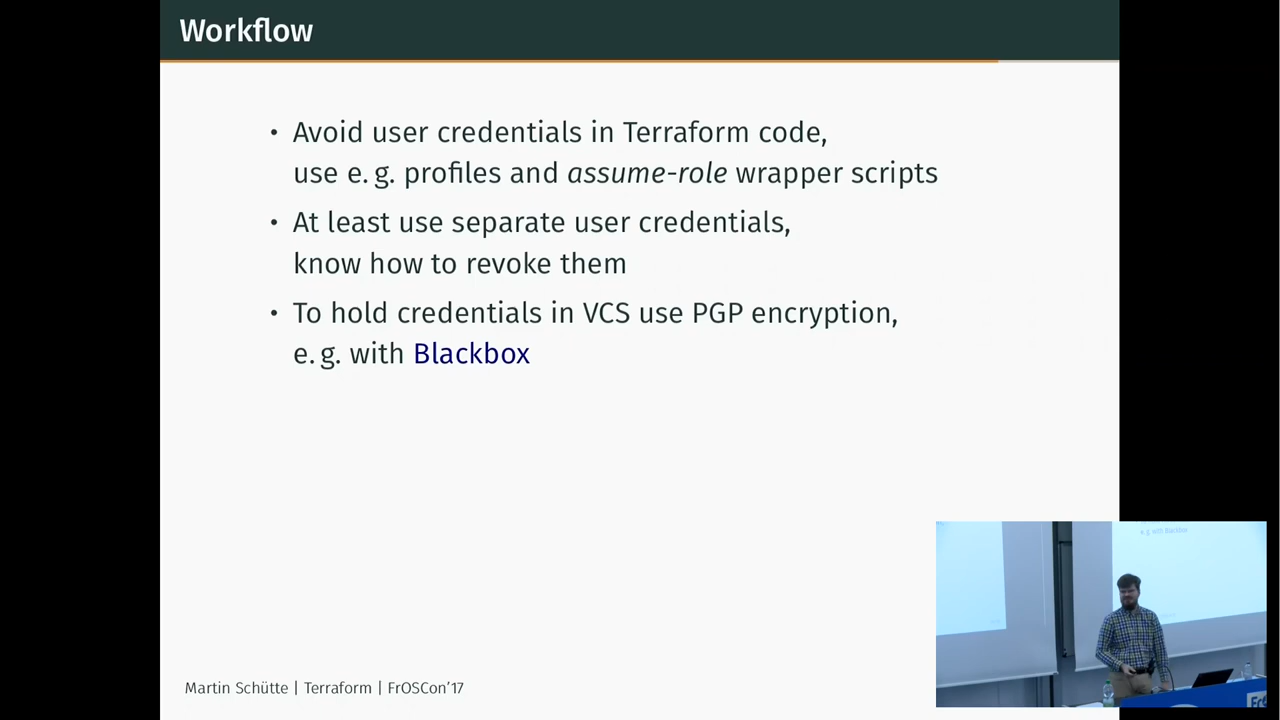 Workflow
• Avoid user credentials in Terraform code,
use e. g. profiles and assume-role wrapper scripts
• At least use separate user credentials,
know how to revoke them
• To hold credentials in VCS use PGP encryption,
e. g. with Blackbox
e. g. with Blackbox
Martin Schütte | Terraform | FrOSCon’17